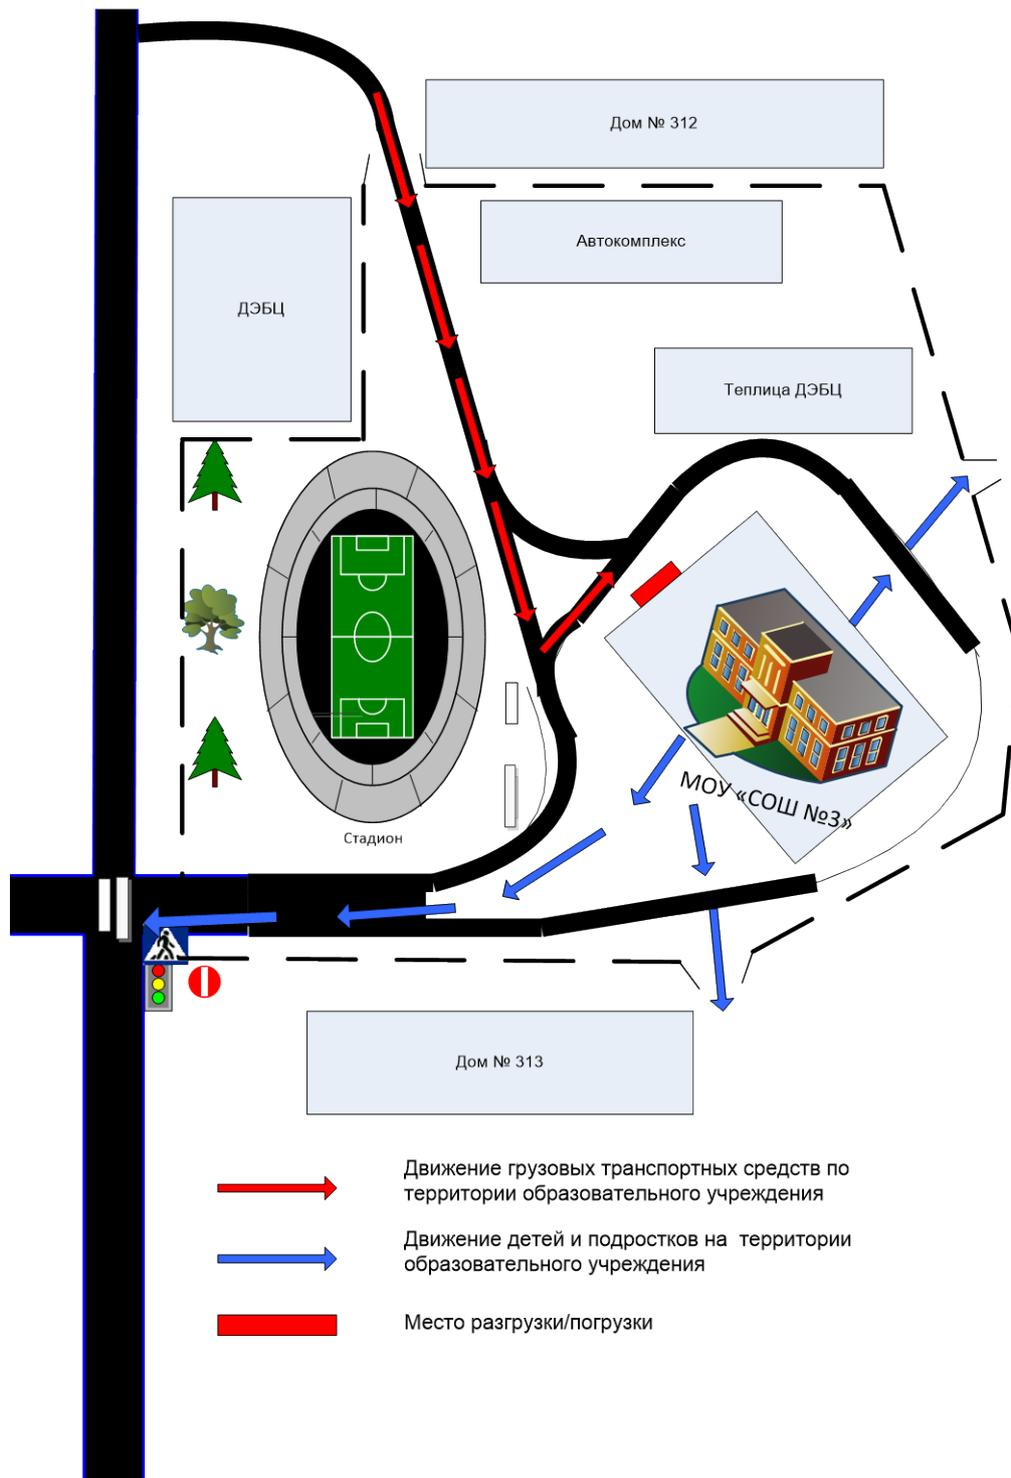 Дом № 312
Автокомплекс
ДЭБЦ
Теплица ДЭБЦ
МОУ «СОШ №3»
Стадион
Дом № 313
Движение грузовых транспортных средств по
территории образовательного учреждения
Движение детей и подростков на территории
образовательного учреждения
Место разгрузки/погрузки